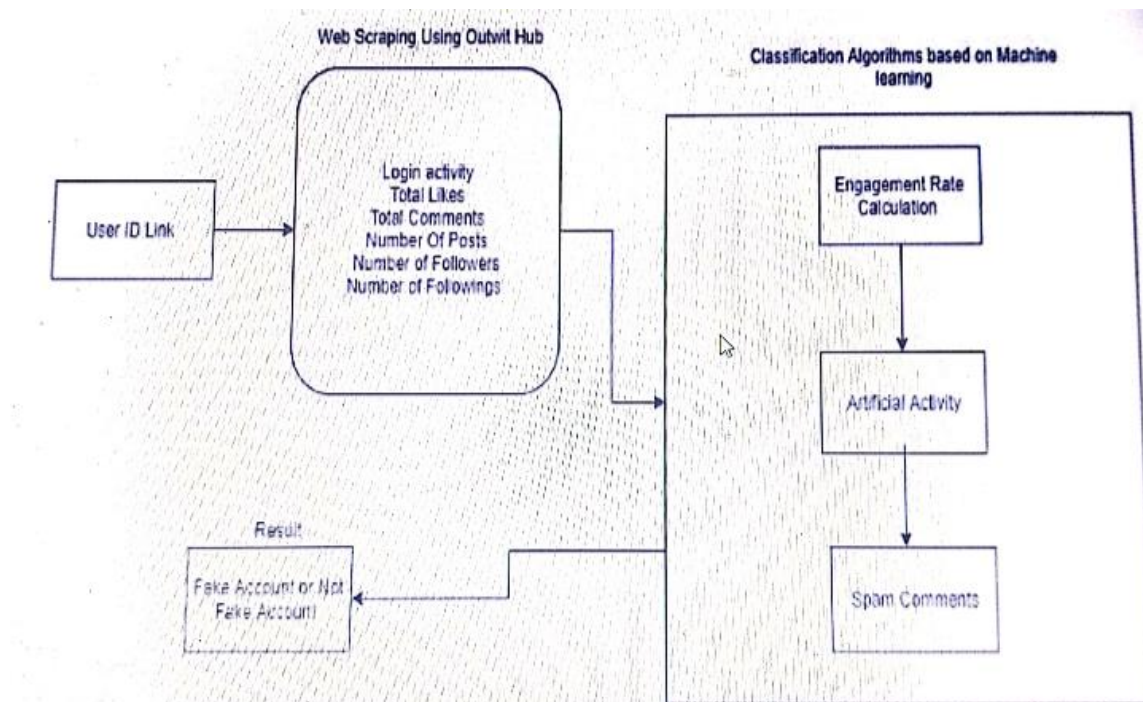 Web Scraping Using Outwit Hub
Classification Algorithms based on Machine
learning
User ID Link
Login activity
Total Likes
Total Comments
Number Of Posts
Number of Followers
Number of Followings
Engagement Rate
Calculation
Artificial Activity
Spam Comments
Result
Fake Account or Not
Fake Account